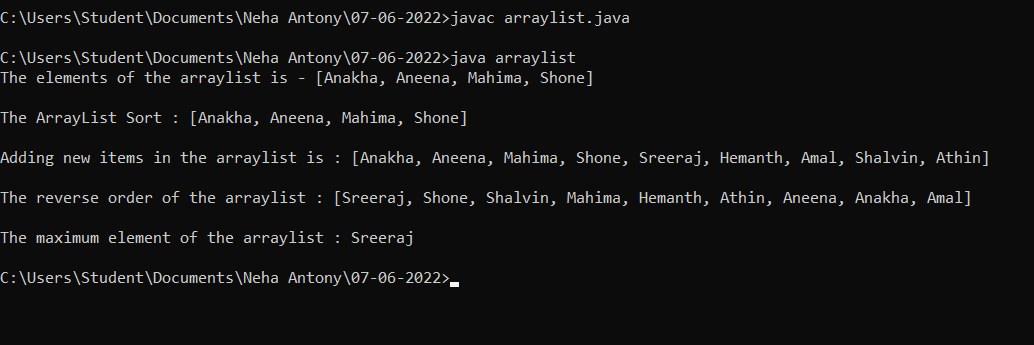 C:\Users\Student\Documents\Neha Antony\07-06-2022>javac arraylist.java
C:\Users\Student\Documents\Neha Antony\07-06-2022>java arraylist
The elements of the arraylist is - [Anakha, Aneena, Mahima, Shone]
The ArrayList Sort : [Anakha, Aneena, Mahima, Shone]
Adding new items in the arraylist is : [Anakha, Aneena, Mahima, Shone, Sreeraj, Hemanth, Amal, Shalvin, Athin]
The reverse order of the arraylist : [Sreeraj, Shone, Shalvin, Mahima, Hemanth, Athin, Aneena, Anakha, Amal]
The maximum element of the arraylist : Sreeraj
C:\Users\Student\Documents\Neha Antony\07-06-2022>